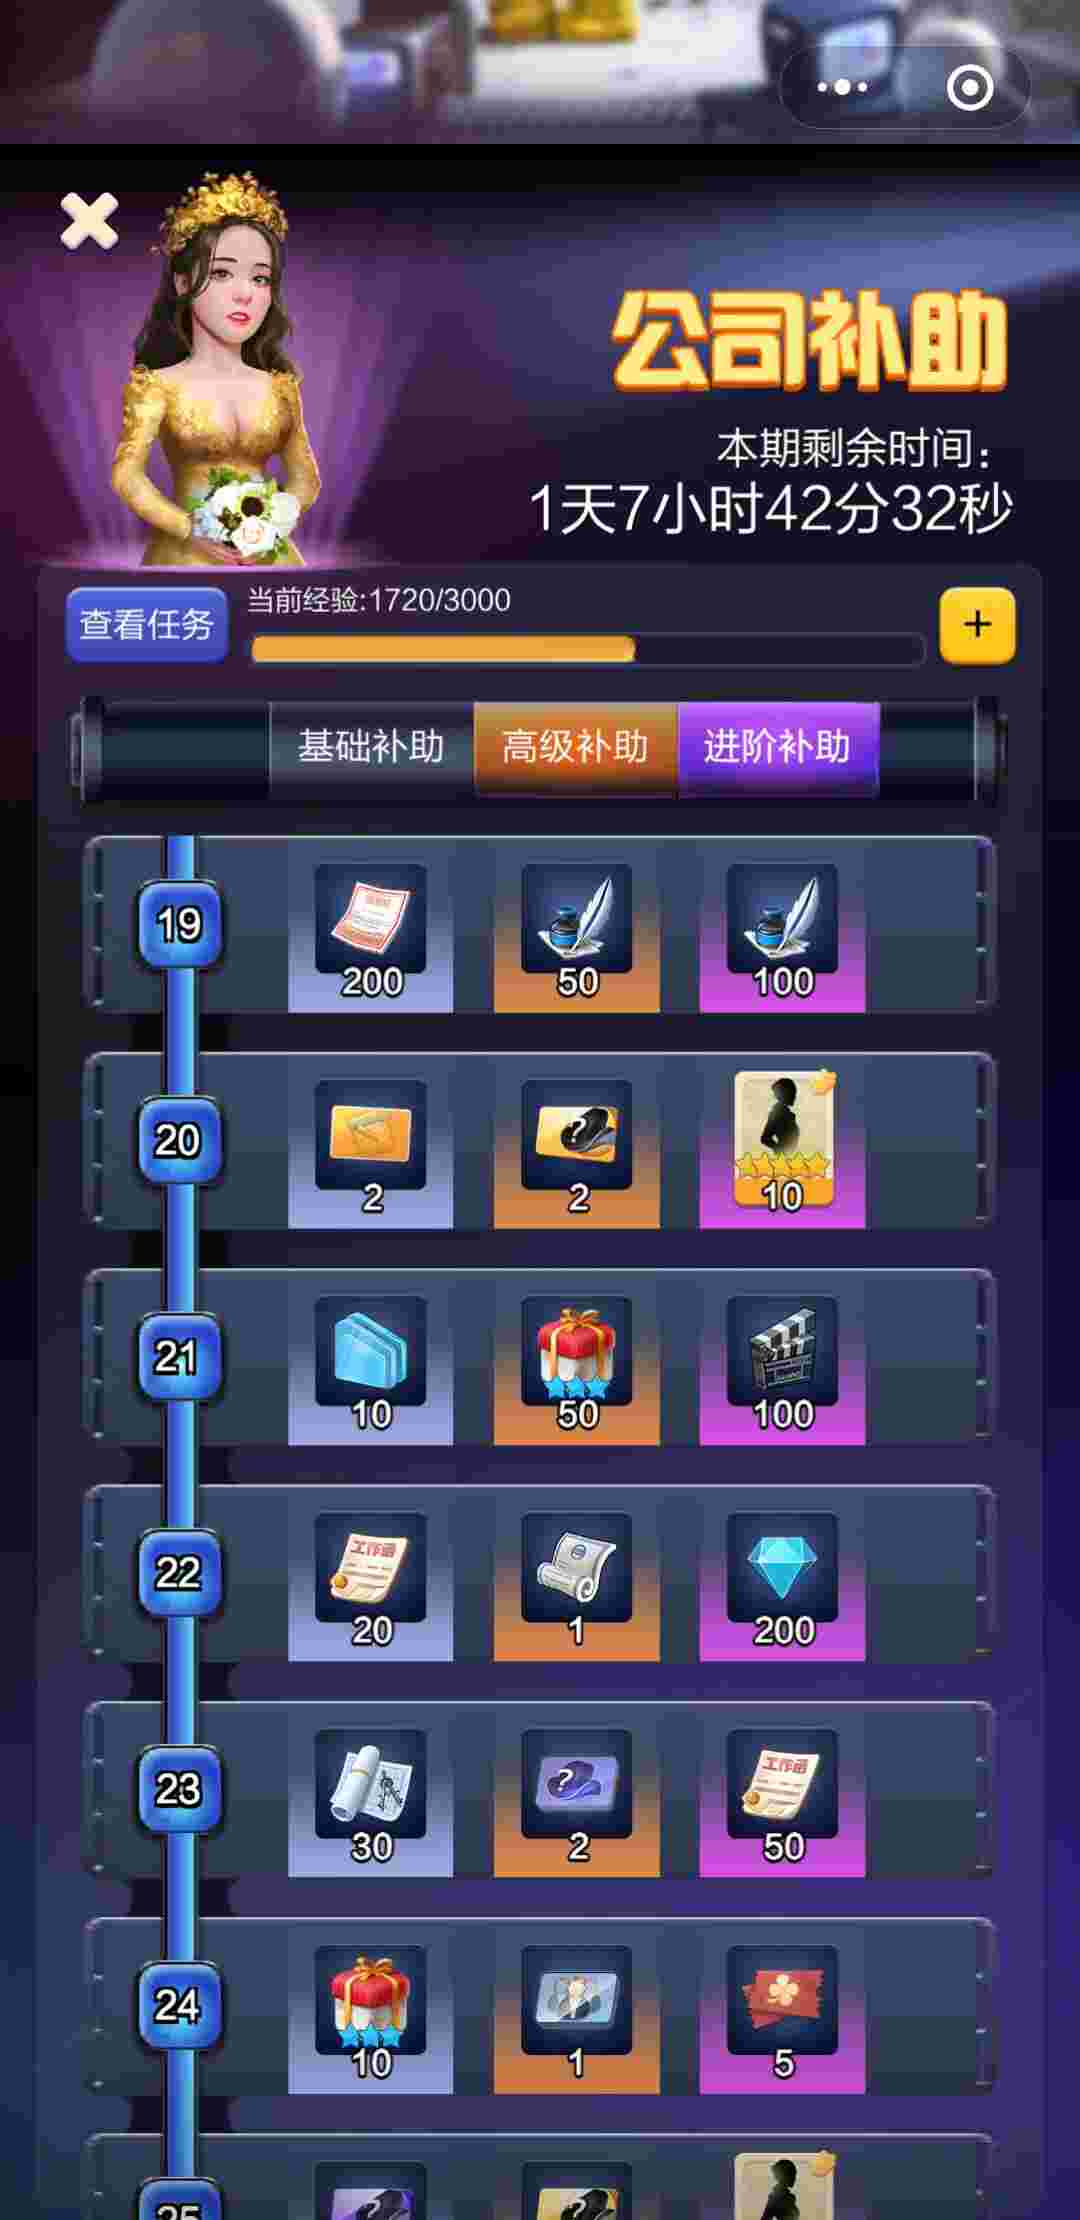 公司补助
本期剩余时间:
1天7小时42分32秒
查看任务
当前经验:1720/3000
+
基础补助 高级补助 进阶补助
19 200 50 100
20 2 ? 2 10
21 10 50 100
22 工作函 20 1 200
23 30 ? 2 工作函 50
24 10 1 5
25 ? ?